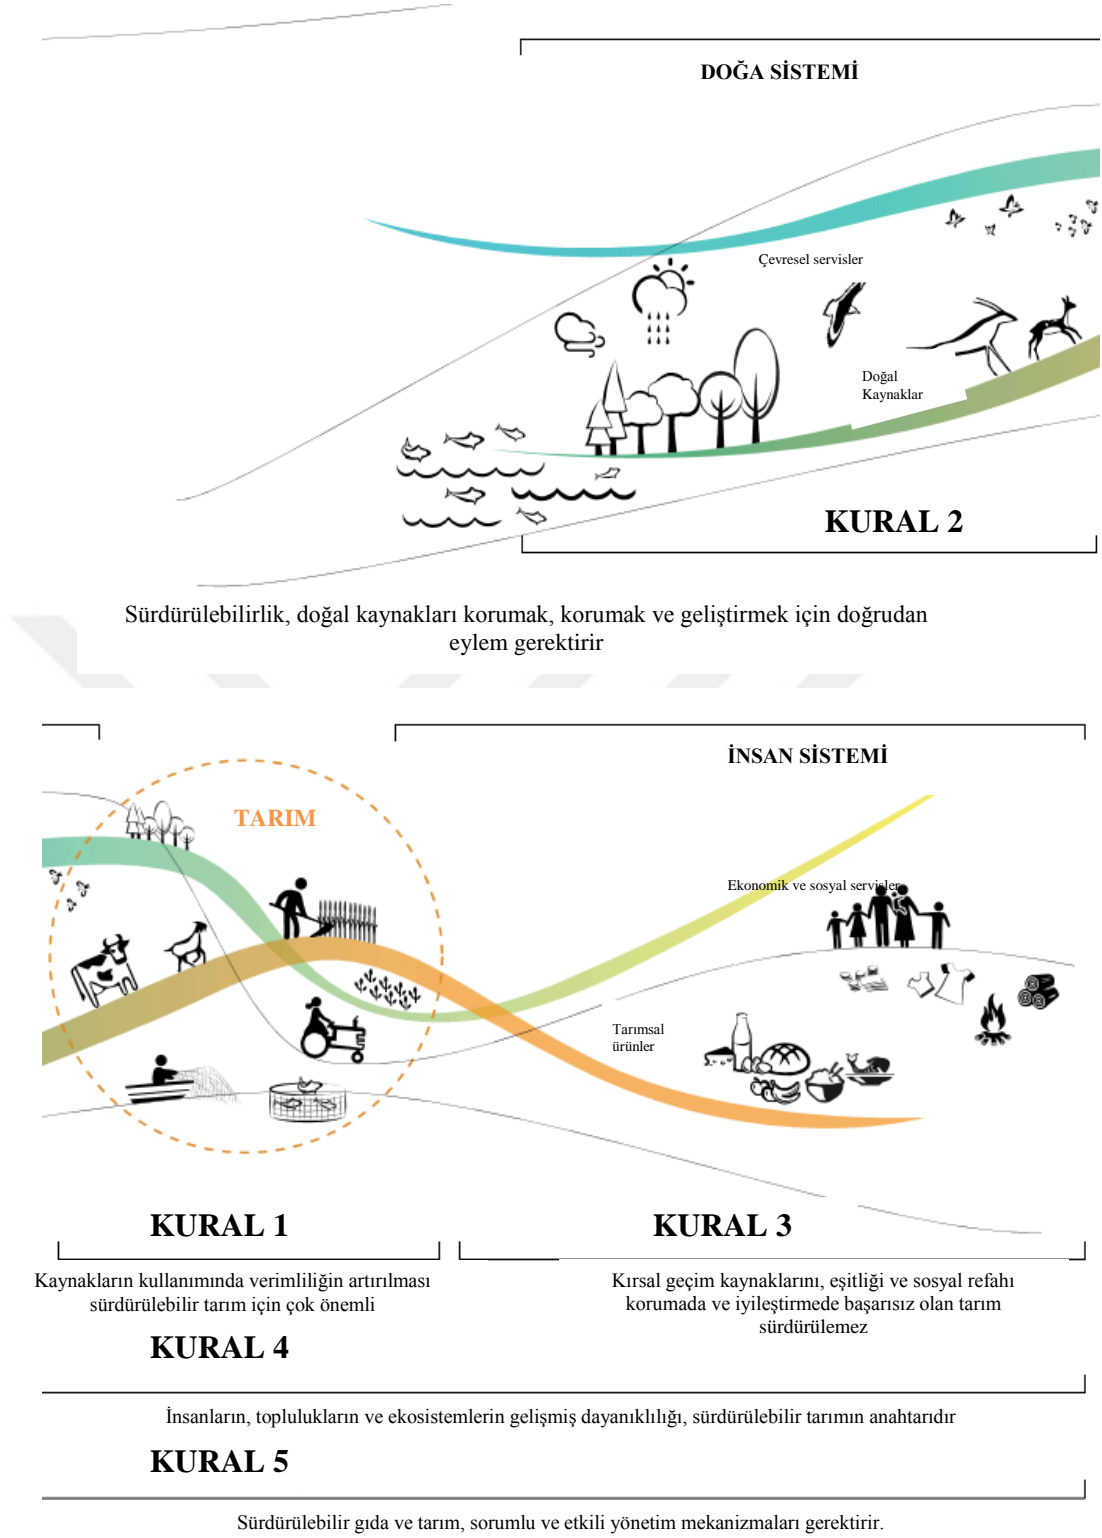 DOĞA SİSTEMİ
Çevresel servisler
Doğal
Kaynaklar
KURAL 2
Sürdürülebilirlik, doğal kaynakları korumak, korumak ve geliştirmek için doğrudan
eylem gerektirir
İNSAN SİSTEMİ
TARIM
Ekonomik ve sosyal servisler
Tarımsal
ürünler
KURAL 1
KURAL 3
Kaynakların kullanımında verimliliğin artırılması
sürdürülebilir tarım için çok önemli
Kırsal geçim kaynaklarını, eşitliği ve sosyal refahı
korumada ve iyileştirmede başarısız olan tarım
sürdürülemez
KURAL 4
İnsanların, toplulukların ve ekosistemlerin gelişmiş dayanıklılığı, sürdürülebilir tarımın anahtarıdır
KURAL 5
Sürdürülebilir gıda ve tarım, sorumlu ve etkili yönetim mekanizmaları gerektirir.